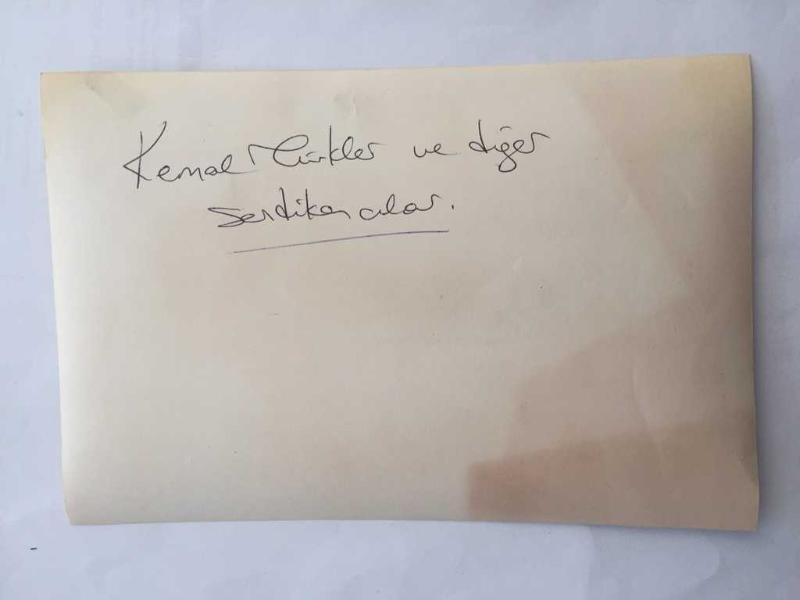 Kemal Türkler ve diğer
Sendikacılar.